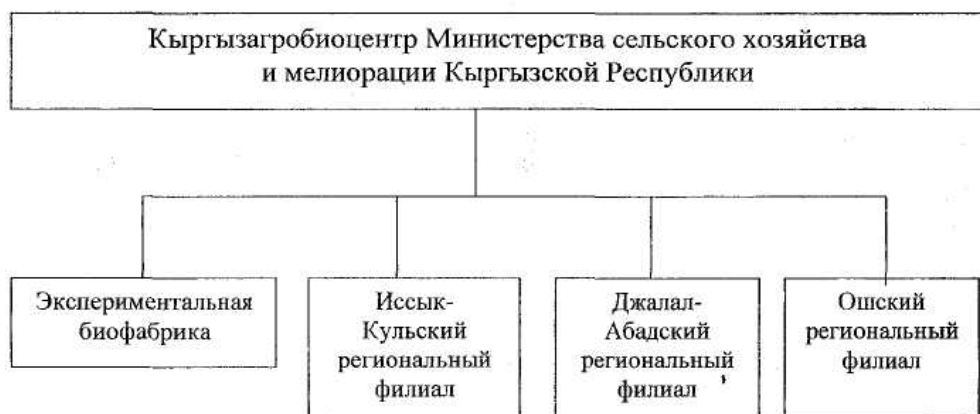 Кыргызагробиоцентр Министерства сельского хозяйства
и мелиорации Кыргызской Республики
Экспериментальная
биофабрика
Иссык-
Кульский
региональный
филиал
Джалал-
Абадский
региональный
филиал
Ошский
региональный
филиал